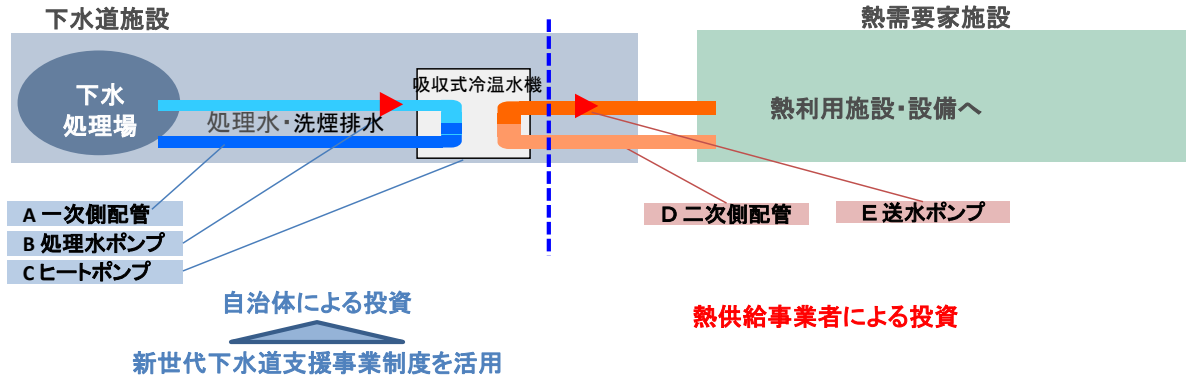 下水道施設
熱需要家施設
下水
処理場
吸収式冷温水機
処理水・洗煙排水
熱利用施設・設備へ
A 一次側配管
B 処理水ポンプ
C ヒートポンプ
D 二次側配管
E 送水ポンプ
自治体による投資
熱供給事業者による投資
新世代下水道支援事業制度を活用